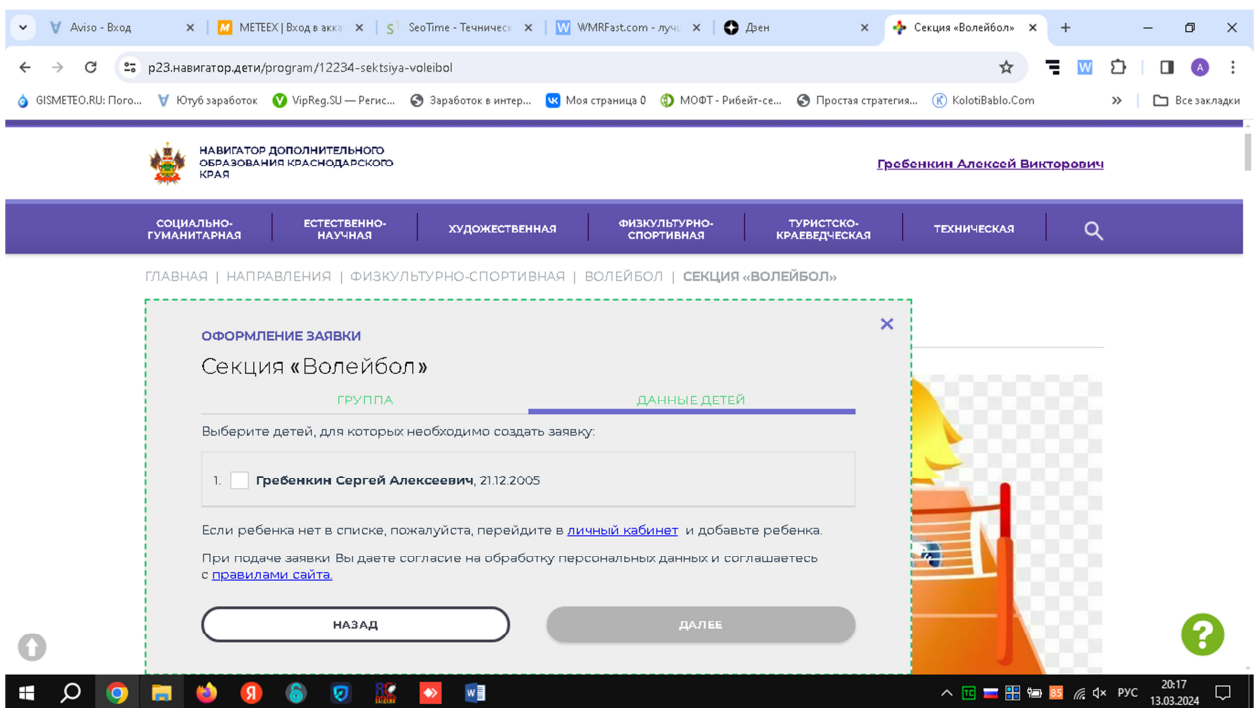 Aviso - Вход
METEEX | Вход в акка
SeoTime - Технически
WMRFast.com - луч
Дзен
Секция «Волейбол»
p23.навигатор.дети/program/12234-sektsiya-voleibol
A
GISMETEO.RU: Пого...
Ютуб заработок
VipReg.SU — Регис...
Заработок в интер...
Моя страница 0
МОФТ - Рибейт-се...
Простая стратегия...
KolotiBablo.Com
»
Все закладки
НАВИГАТОР ДОПОЛНИТЕЛЬНОГО
ОБРАЗОВАНИЯ КРАСНОДАРСКОГО
КРАЯ
Гребенкин Алексей Викторович
СОЦИАЛЬНО-
ГУМАНИТАРНАЯ
ЕСТЕСТВЕННО-
НАУЧНАЯ
ХУДОЖЕСТВЕННАЯ
ФИЗКУЛЬТУРНО-
СПОРТИВНАЯ
ТУРИСТСКО-
КРАЕВЕДЧЕСКАЯ
ТЕХНИЧЕСКАЯ
ГЛАВНАЯ | НАПРАВЛЕНИЯ | ФИЗКУЛЬТУРНО-СПОРТИВНАЯ | ВОЛЕЙБОЛ | СЕКЦИЯ «ВОЛЕЙБОЛ»
ОФОРМЛЕНИЕ ЗАЯВКИ
Секция «Волейбол»
ГРУППА
ДАННЫЕ ДЕТЕЙ
Выберите детей, для которых необходимо создать заявку:
1. Гребенкин Сергей Алексеевич, 21.12.2005
Если ребенка нет в списке, пожалуйста, перейдите в личный кабинет и добавьте ребенка.
При подаче заявки Вы даете согласие на обработку персональных данных и соглашаетесь
с правилами сайта.
НАЗАД
ДАЛЕЕ
?
85
РУС
20:17
13.03.2024